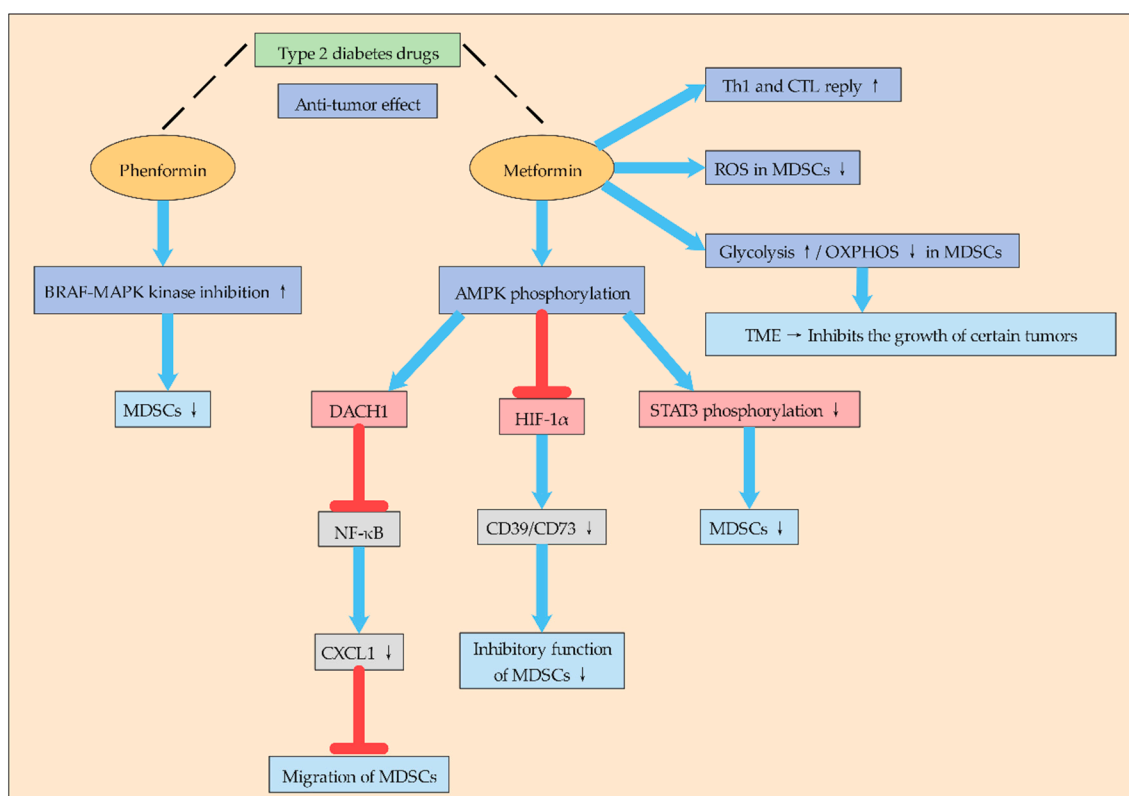 Type 2 diabetes drugs
Anti-tumor effect
Phenformin
Metformin
Th1 and CTL reply ↑
ROS in MDSCs ↓
Glycolysis ↑ / OXPHOS ↓ in MDSCs
TME → Inhibits the growth of certain tumors
BRAF-MAPK kinase inhibition ↑
AMPK phosphorylation
MDSCs ↓
DACH1
HIF-1α
STAT3 phosphorylation ↓
NF-κB
CD39/CD73 ↓
MDSCs ↓
CXCL1 ↓
Inhibitory function
of MDSCs ↓
Migration of MDSCs